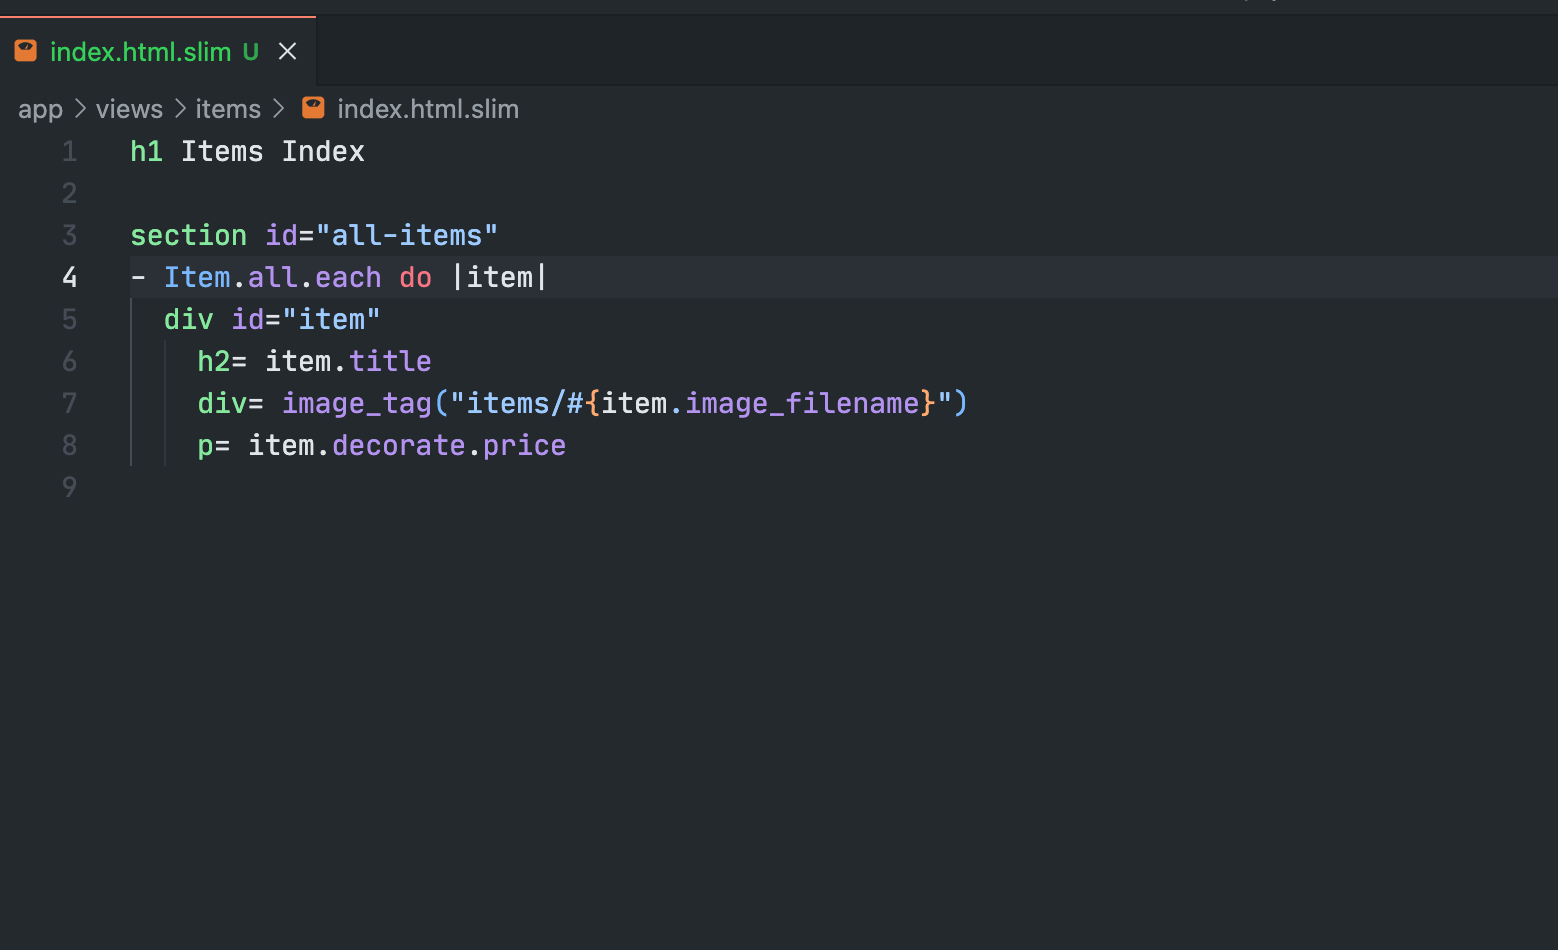 index.html.slim U
app > views > items > index.html.slim
1 h1 Items Index
2
3 section id="all-items"
4 - Item.all.each do |item|
5   div id="item"
6     h2= item.title
7     div= image_tag("items/#{item.image_filename}")
8     p= item.decorate.price
9